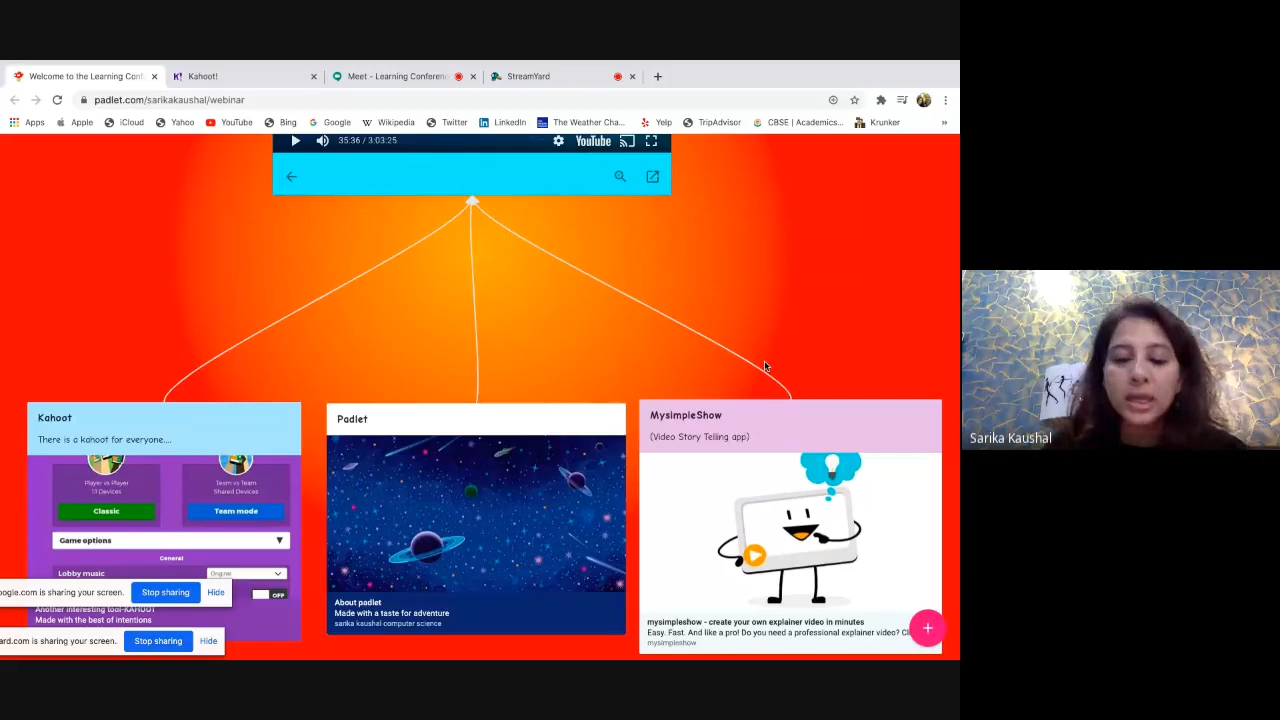 Welcome to the Learning Conf
Kahoot!
Meet - Learning Conferenc
StreamYard
padlet.com/sarikakaushal/webinar
Apps
Apple
iCloud
Yahoo
YouTube
Bing
Google
Wikipedia
Twitter
LinkedIn
The Weather Cha...
Yelp
TripAdvisor
CBSE | Academics...
Krunker
35:36 / 3:03:25
YouTube
Kahoot
There is a kahoot for everyone....
Player vs Player
1:1 Devices
Classic
Team vs Team
Shared Devices
Team mode
Game options
General
Lobby music
Original
OFF
Another interesting tool-KAHOOT
Made with the best of intentions
oogle.com is sharing your screen.
Stop sharing
Hide
ard.com is sharing your screen.
Stop sharing
Hide
Padlet
About padlet
Made with a taste for adventure
sarika kaushal computer science
MysimpleShow
(Video Story Telling app)
mysimpleshow - create your own explainer video in minutes
Easy. Fast. And like a pro! Do you need a professional explainer video? Cli
mysimpleshow
Sarika Kaushal